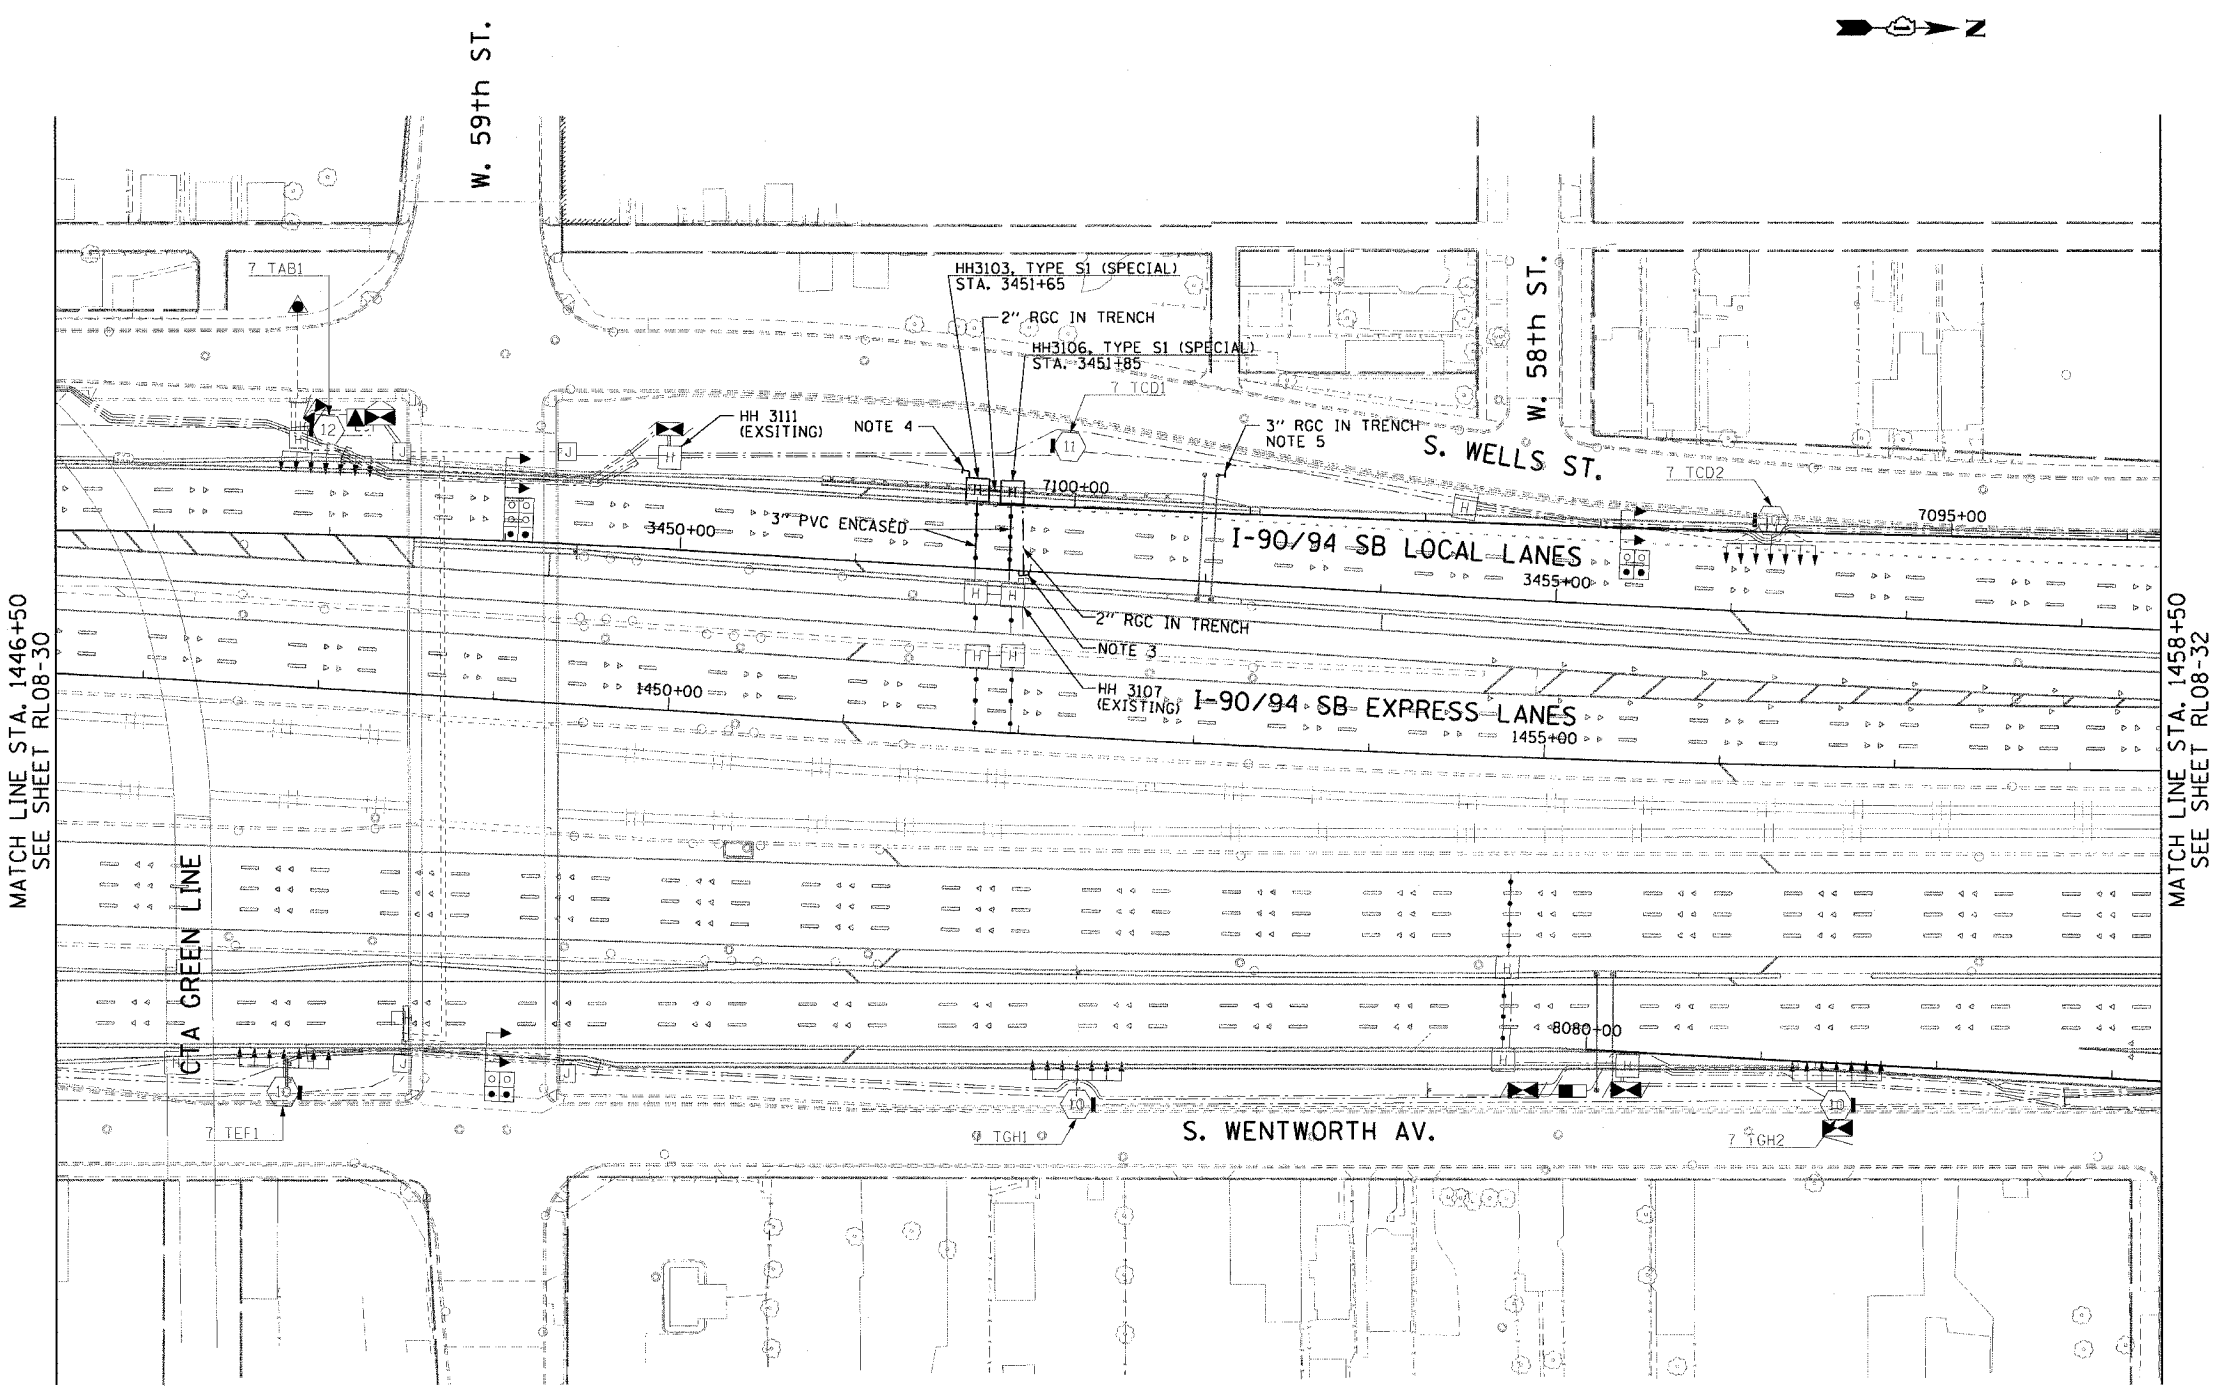 N
W. 59th ST.
7 TAB1
HH3103, TYPE S1 (SPECIAL)
STA. 3451+65
2" RGC IN TRENCH
HH3106, TYPE S1 (SPECIAL)
STA. 3451+85
7 TCD1
W. 58th ST.
HH 3111
(EXSITING)
NOTE 4
3" RGC IN TRENCH
NOTE 5
S. WELLS ST.
7 TCD2
12
11
J
J
H
H
H
H
7100+00
7095+00
3" PVC ENCASED
3450+00
I-90/94 SB LOCAL LANES
3455+00
H
H
2" RGC IN TRENCH
NOTE 3
H
H
HH 3107
(EXISTING)
1450+00
I-90/94 SB EXPRESS LANES
1455+00
MATCH LINE STA. 1446+50
SEE SHEET RL08-30
MATCH LINE STA. 1458+50
SEE SHEET RL08-32
CTA GREEN LINE
H
8080+00
H
H
J
J
10
7 TEF1
TGH1
S. WENTWORTH AV.
7 TGH2